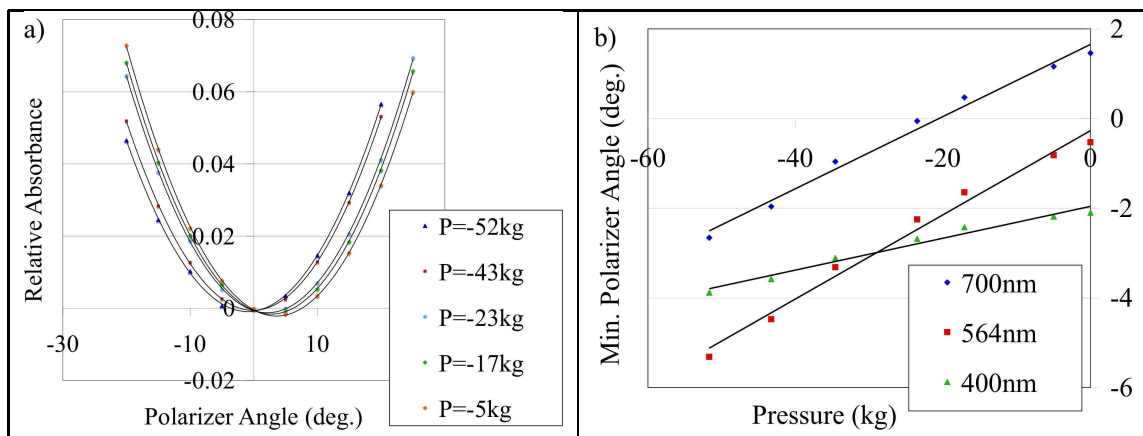 a)
0.08
0.06
0.04
0.02
0
-0.02
-30
-10
10
Relative Absorbance
Polarizer Angle (deg.)
P=-52kg
P=-43kg
P=-23kg
P=-17kg
P=-5kg
b)
2
0
-2
-4
-6
-60
-40
-20
0
Min. Polarizer Angle (deg.)
Pressure (kg)
700nm
564nm
400nm